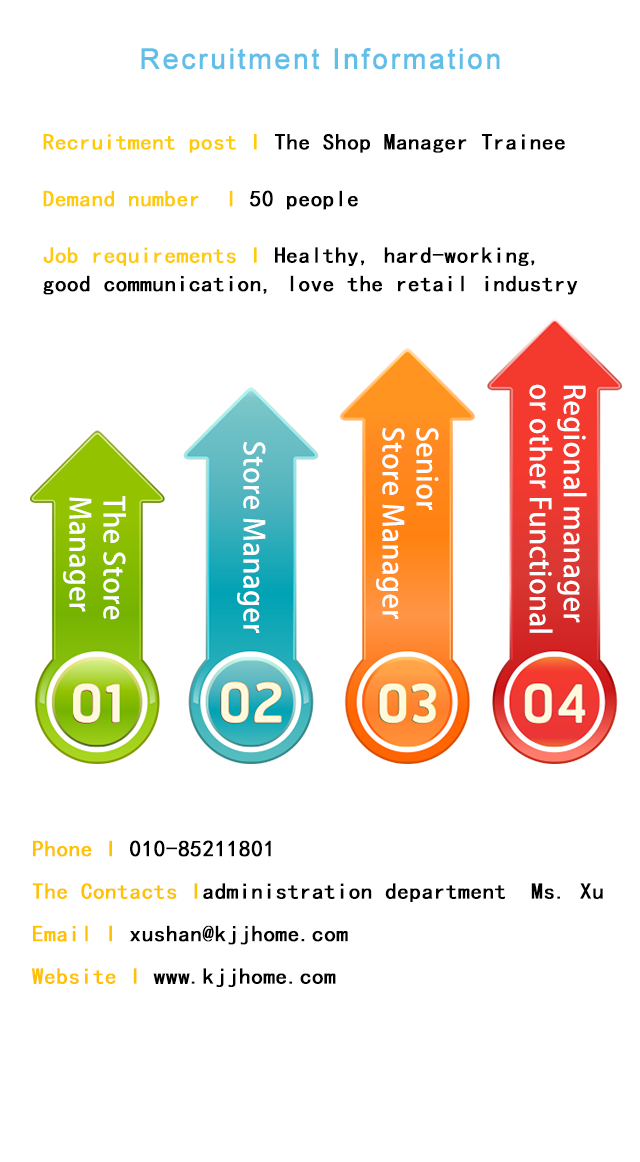 Recruitment Information
Recruitment post | The Shop Manager Trainee
Demand number | 50 people
Job requirements | Healthy, hard-working,
good communication, love the retail industry
The Store
Manager
Store Manager
Senior
Store Manager
Regional manager
or other Functional
01
02
03
04
Phone | 010-85211801
The Contacts |administration department Ms. Xu
Email | xushan@kjjhome.com
Website | www.kjjhome.com